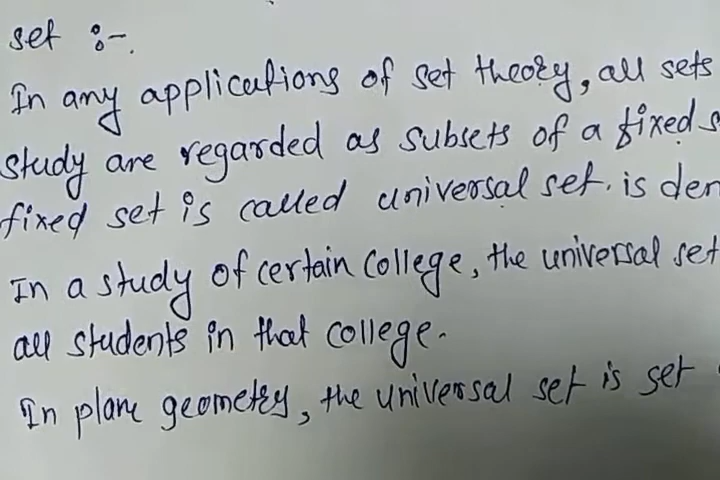 set :-
In any applications of set theory, all sets
study are regarded as subsets of a fixed s
fixed set is called universal set. is den
In a study of certain College, the universal set
all students in that college.
In plane geometry, the universal set is set